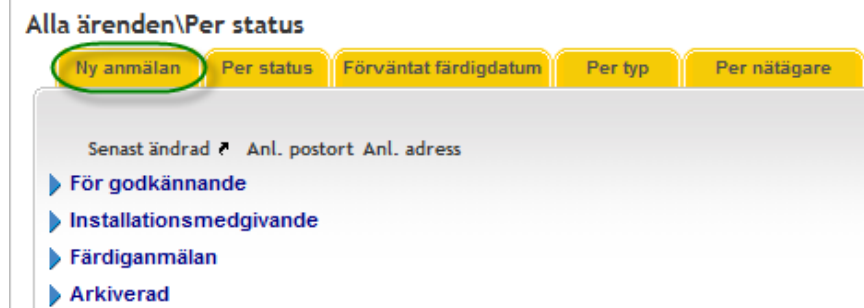 Alla ärenden\Per status
Ny anmälan Per status Förväntat färdigdatum Per typ Per nätägare
Senast ändrad Anl. postort Anl. adress
För godkännande
Installationsmedgivande
Färdiganmälan
Arkiverad